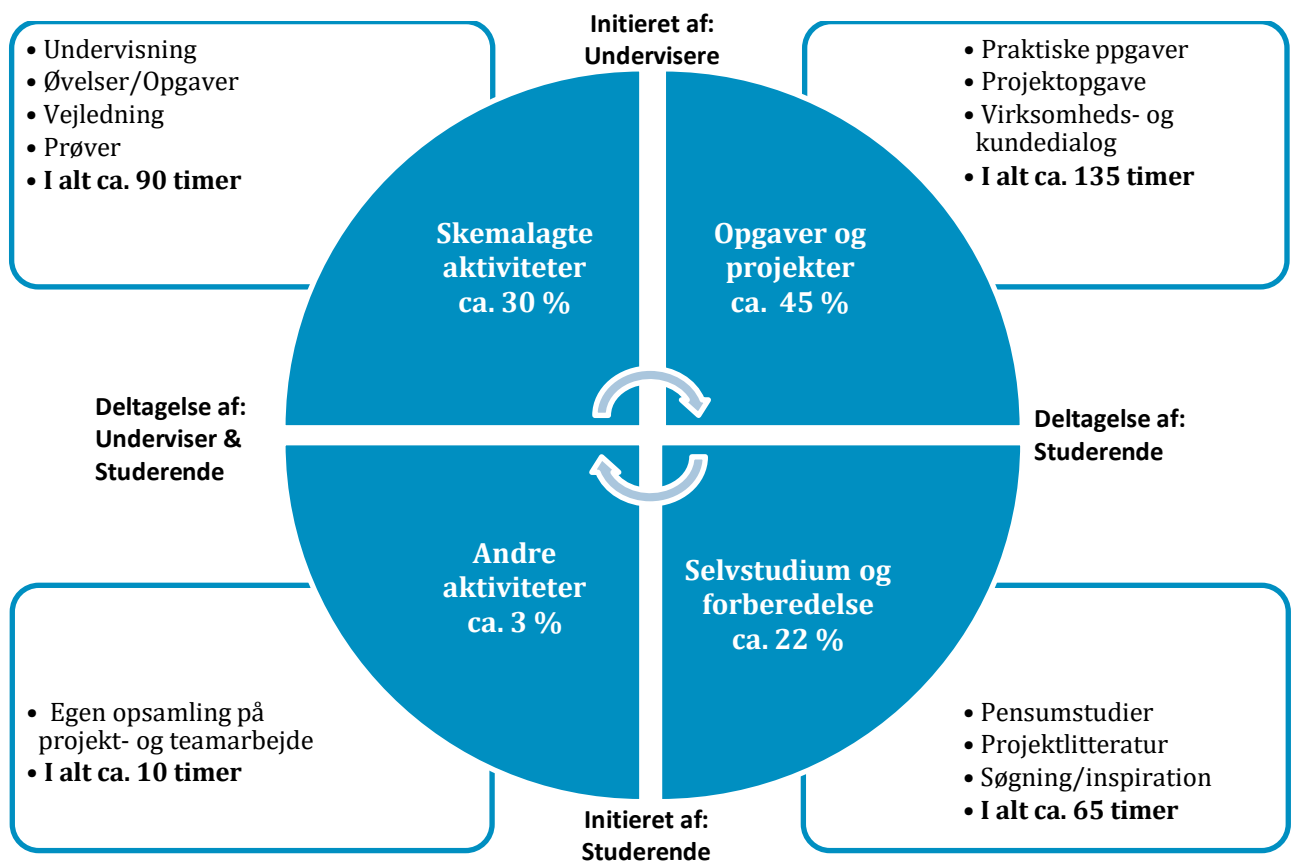 Initieret af:
Undervisere
• Undervisning
• Øvelser/Opgaver
• Vejledning
• Prøver
• I alt ca. 90 timer
• Praktiske ppgaver
• Projektopgave
• Virksomheds- og
kundedialog
• I alt ca. 135 timer
Skemalagte
aktiviteter
ca. 30 %
Opgaver og
projekter
ca. 45 %
Deltagelse af:
Underviser &
Studerende
Deltagelse af:
Studerende
Andre
aktiviteter
ca. 3 %
Selvstudium og
forberedelse
ca. 22 %
• Egen opsamling på
projekt- og teamarbejde
• I alt ca. 10 timer
• Pensumstudier
• Projektlitteratur
• Søgning/inspiration
• I alt ca. 65 timer
Initieret af:
Studerende